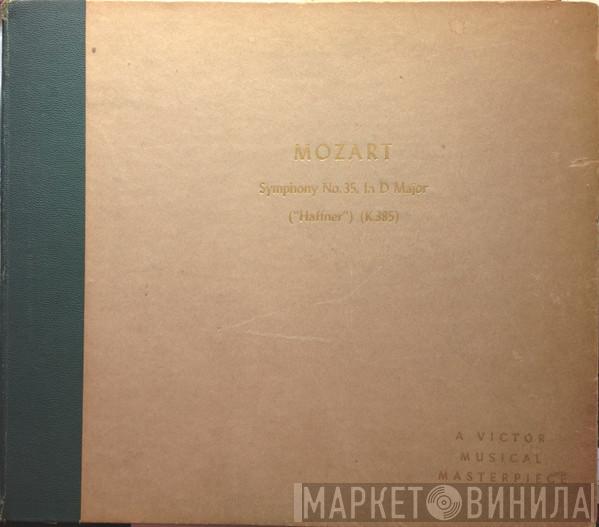 MOZART
Symphony No. 35, In D Major
("Haffner") (K.385)
A VICTOR
MUSICAL
MASTERPIECE
МАРКЕТ ВИНИЛА